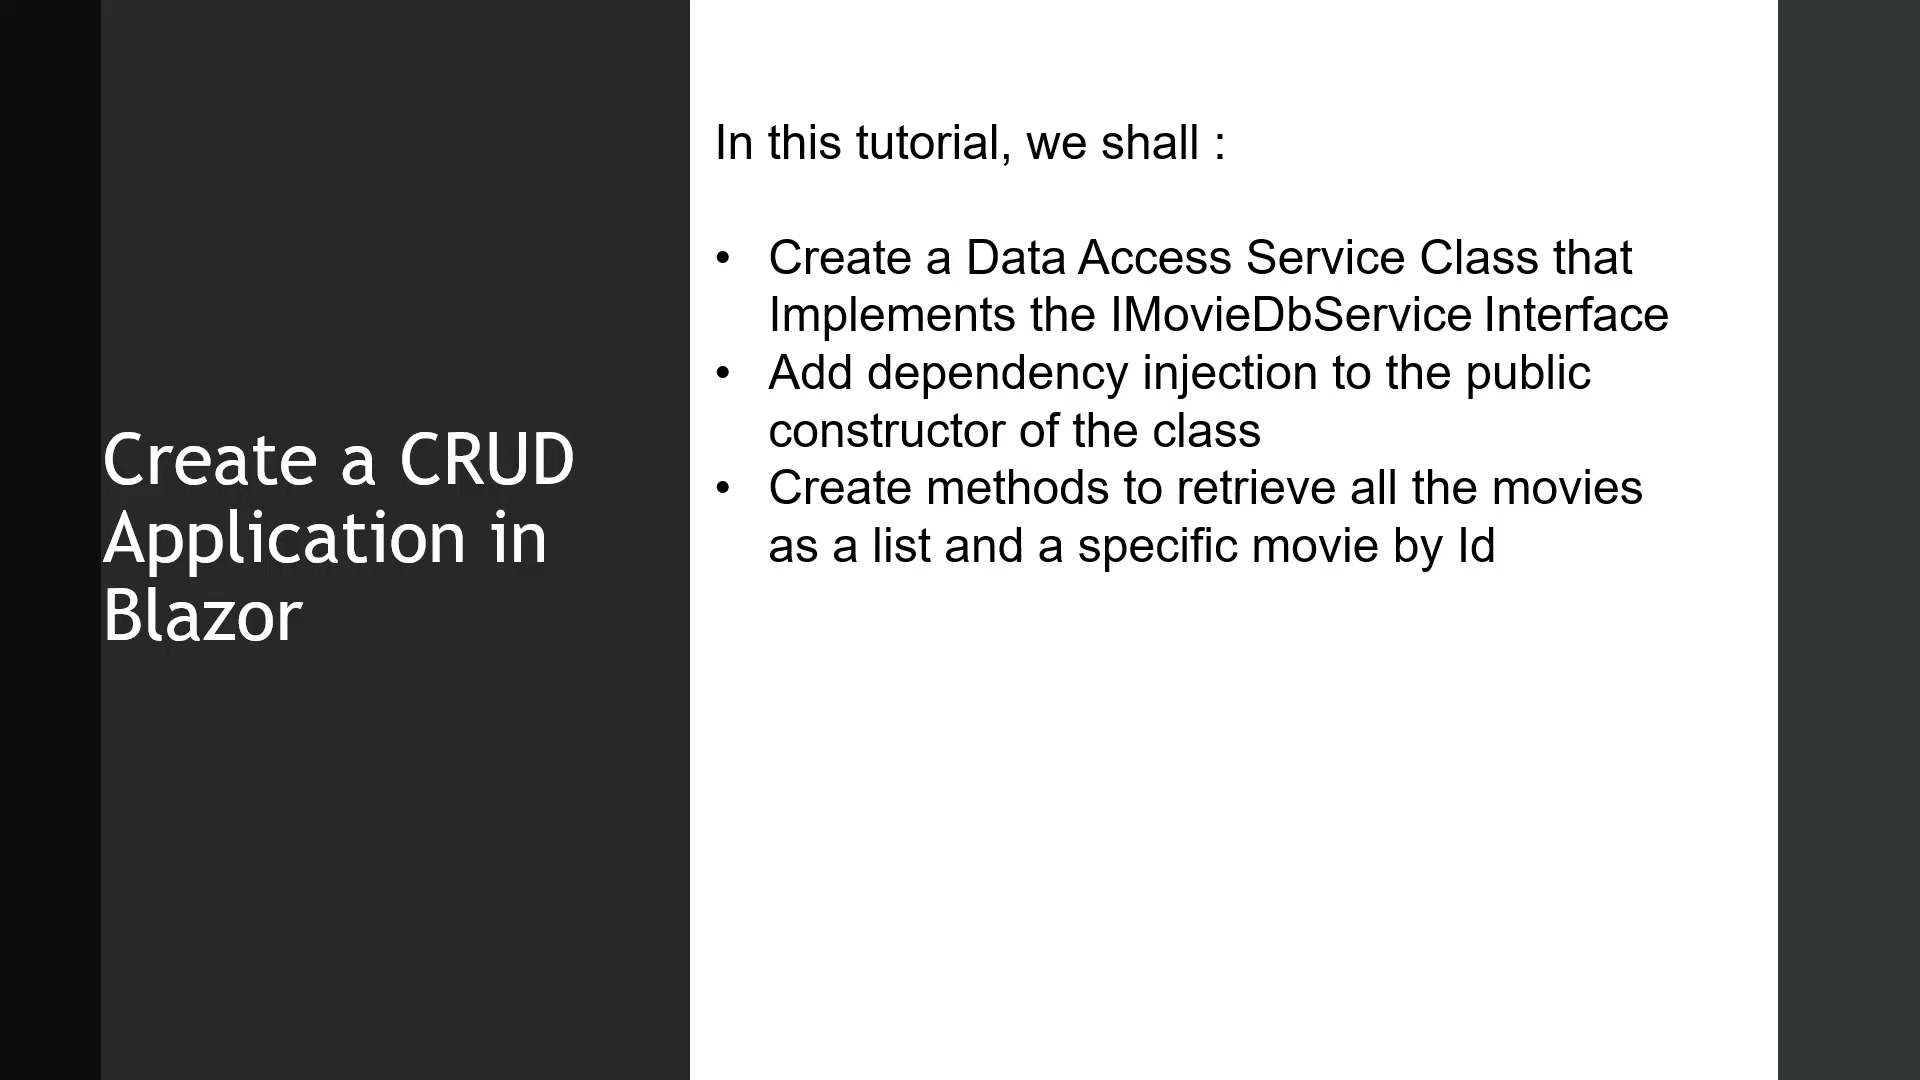 Create a CRUD
Application in
Blazor
In this tutorial, we shall :
• Create a Data Access Service Class that
Implements the IMovieDbService Interface
• Add dependency injection to the public
constructor of the class
• Create methods to retrieve all the movies
as a list and a specific movie by Id